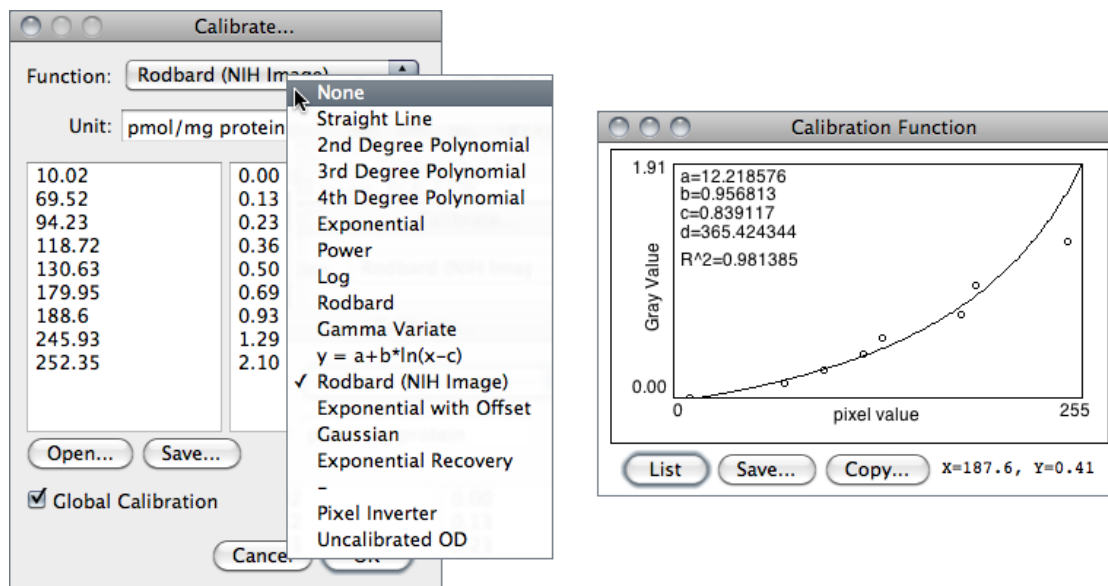 Calibrate...
Function: Rodbard (NIH Image)
Unit: pmol/mg protein
10.02 0.00
69.52 0.13
94.23 0.23
118.72 0.36
130.63 0.50
179.95 0.69
188.6 0.93
245.93 1.29
252.35 2.10
Open... Save...
Global Calibration
Cancel OK
None
Straight Line
2nd Degree Polynomial
3rd Degree Polynomial
4th Degree Polynomial
Exponential
Power
Log
Rodbard
Gamma Variate
y = a+b*ln(x-c)
✓ Rodbard (NIH Image)
Exponential with Offset
Gaussian
Exponential Recovery
–
Pixel Inverter
Uncalibrated OD
Calibration Function
1.91
a=12.218576
b=0.956813
c=0.839117
d=365.424344
R^2=0.981385
Gray Value
0.00
0 255
pixel value
List Save... Copy... X=187.6, Y=0.41